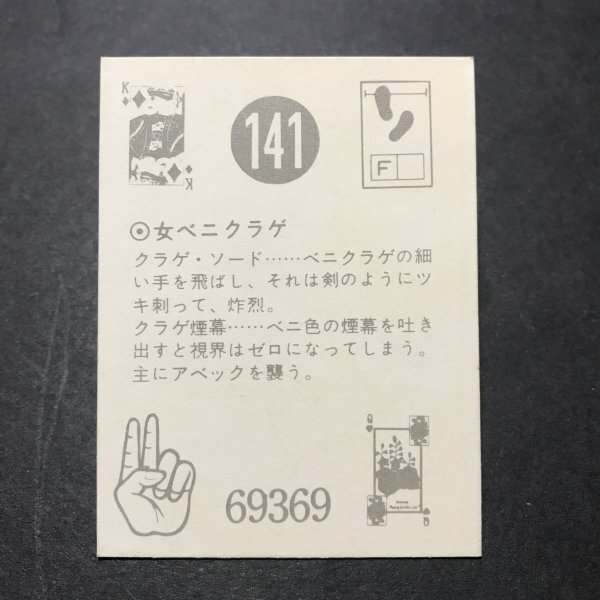 K
141
F
K
⦿女ベニクラゲ
クラゲ・ソード……ベニクラゲの細
い手を飛ばし、それは剣のようにツ
キ刺って、炸烈。
クラゲ煙幕……ベニ色の煙幕を吐き
出すと視界はゼロになってしまう。
主にアベックを襲う。
Q
69369
Q